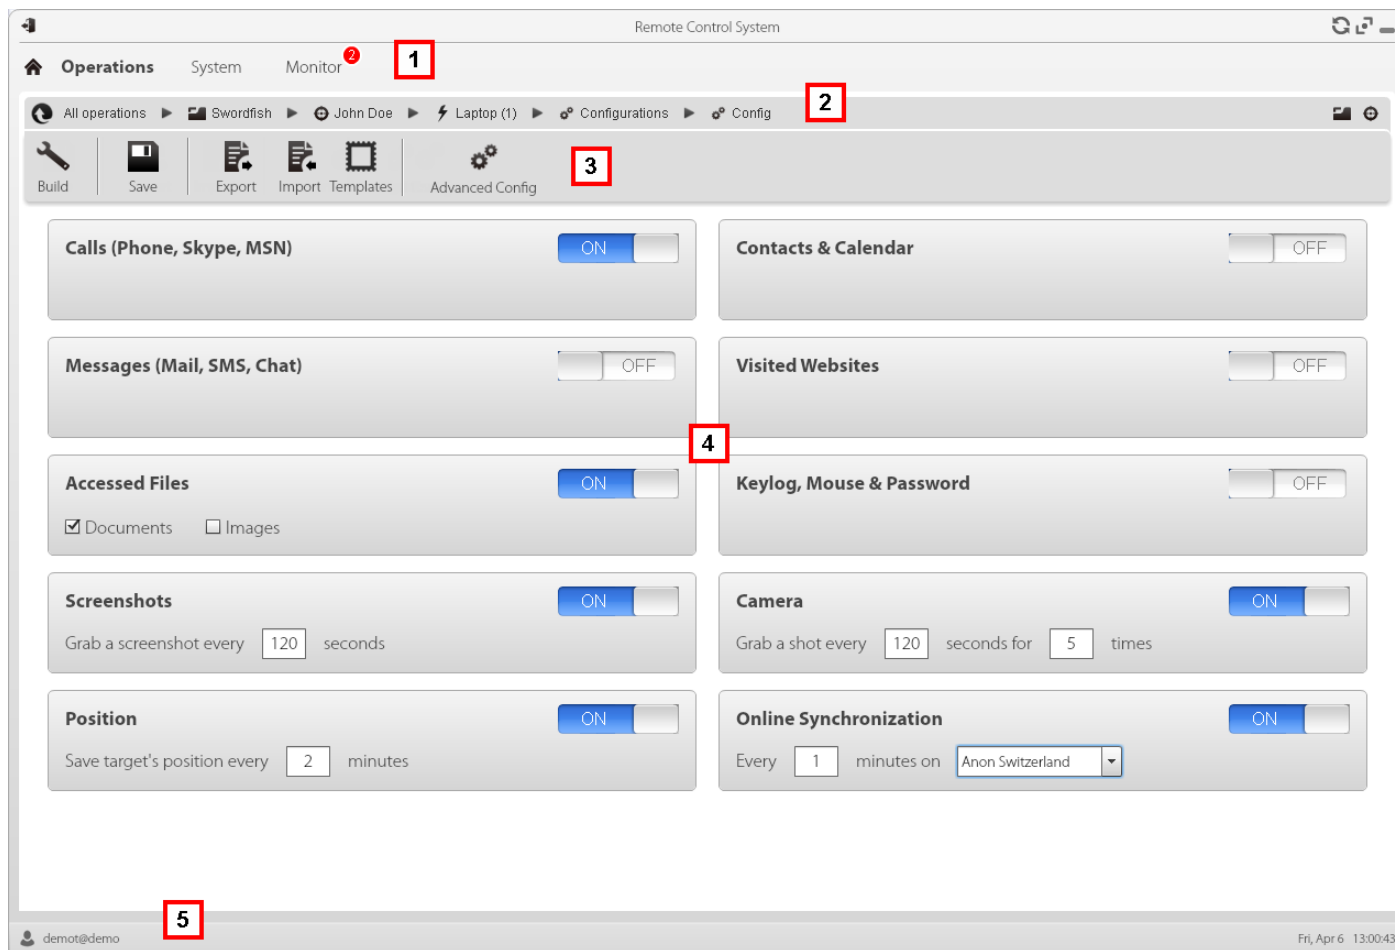 Remote Control System
Operations System Monitor 2 1
All operations Swordfish John Doe Laptop (1) Configurations Config 2
Build Save Export Import Templates Advanced Config 3
Calls (Phone, Skype, MSN) ON
Contacts & Calendar OFF
Messages (Mail, SMS, Chat) OFF
Visited Websites OFF
4
Accessed Files ON
Documents Images
Keylog, Mouse & Password OFF
Screenshots ON
Grab a screenshot every 120 seconds
Camera ON
Grab a shot every 120 seconds for 5 times
Position ON
Save target's position every 2 minutes
Online Synchronization ON
Every 1 minutes on Anon Switzerland
5
demot@demo
Fri, Apr 6 13:00:43